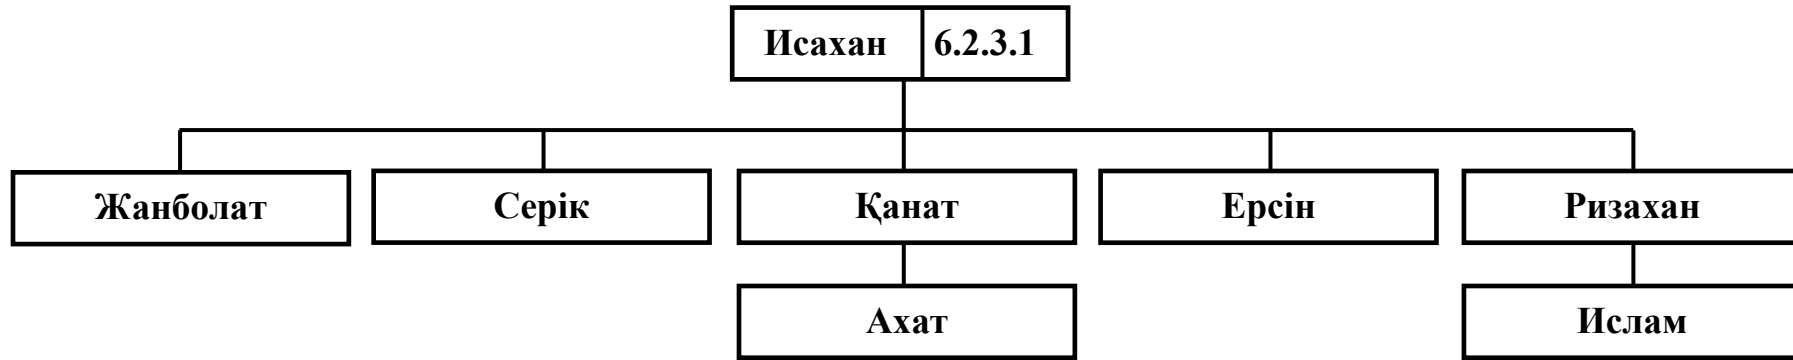 Исахан 6.2.3.1
Жанболат Серік Қанат Ерсін Ризахан
Ахат Ислам